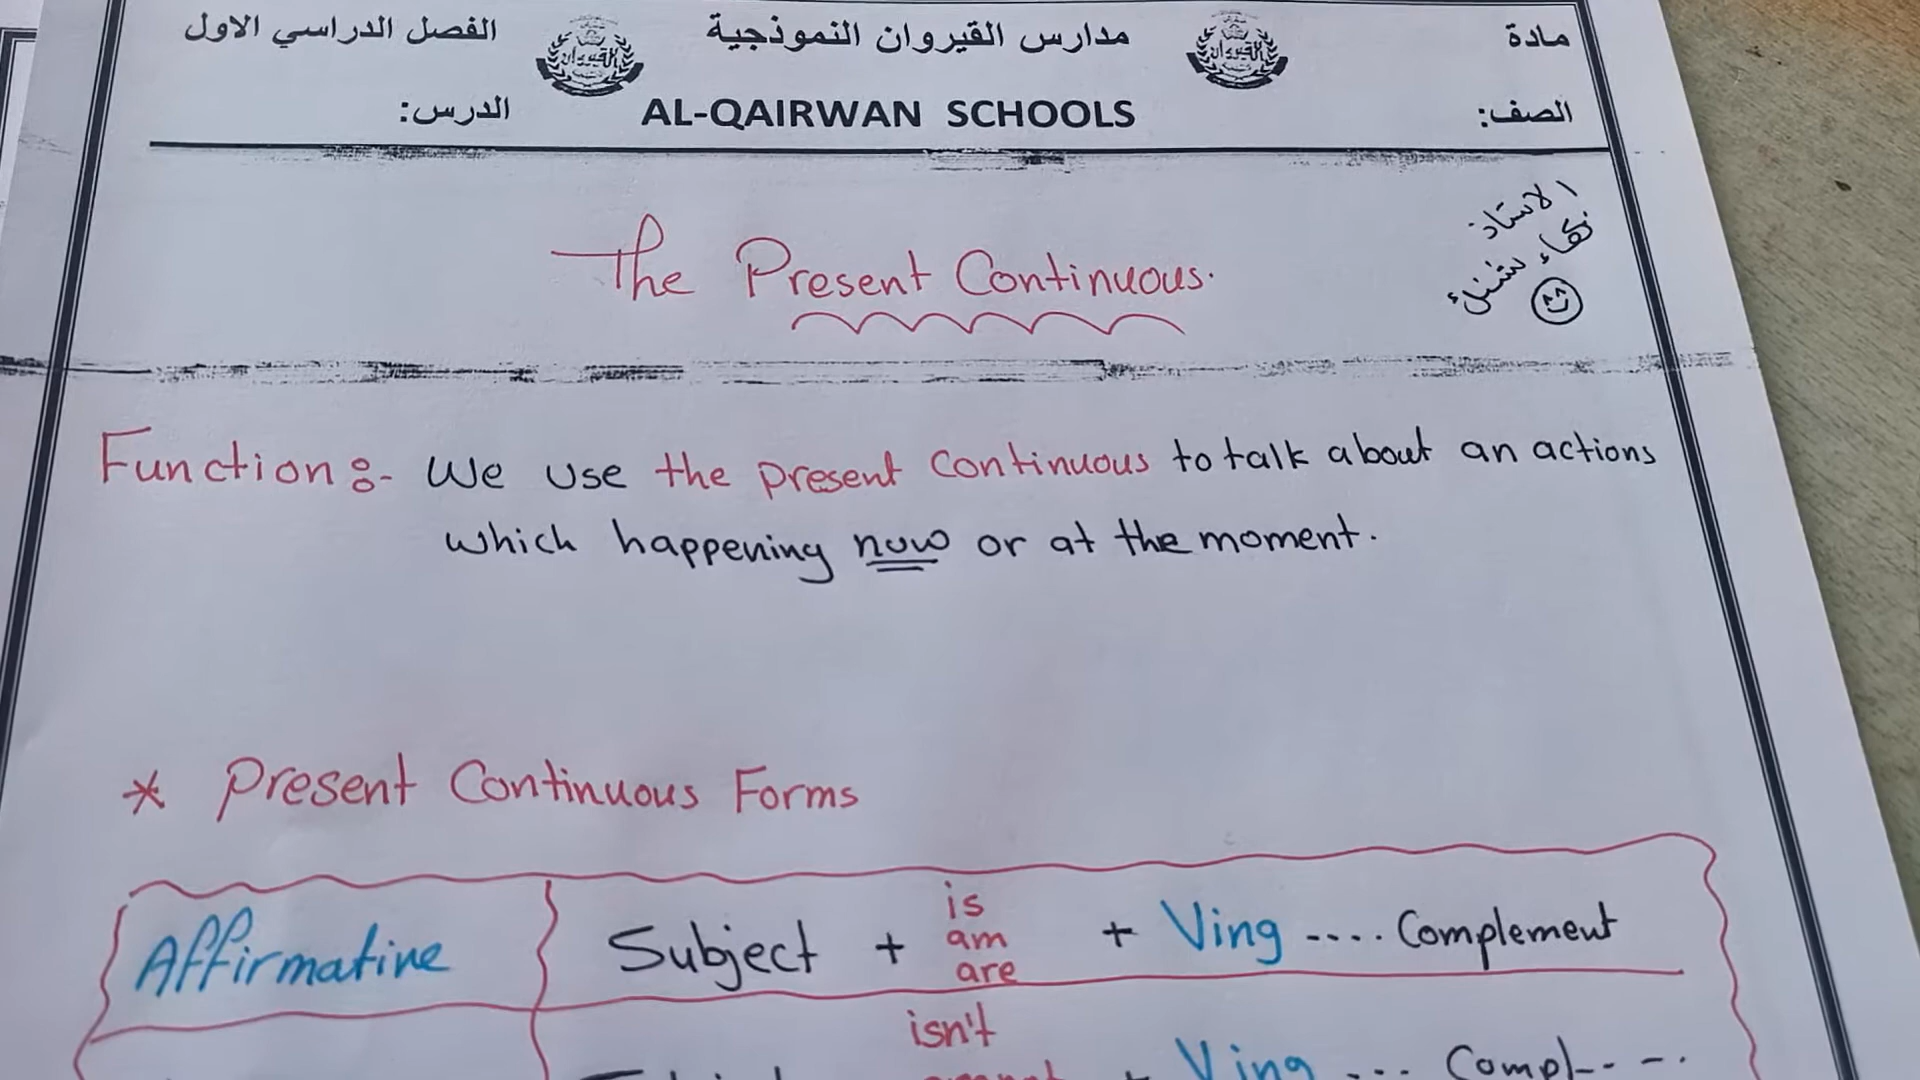 مادة
مدارس القيروان النموذجية
الفصل الدراسي الاول
الصف:
AL-QAIRWAN SCHOOLS
الدرس:
القيروان
القيروان
الاستاذ
The Present Continuous.
Function:- We use the present continuous to talk about an actions
which happening now or at the moment.
* Present Continuous Forms
Affirmative Subject + is am are + Ving .... Complement
isn't
+ Ving ...